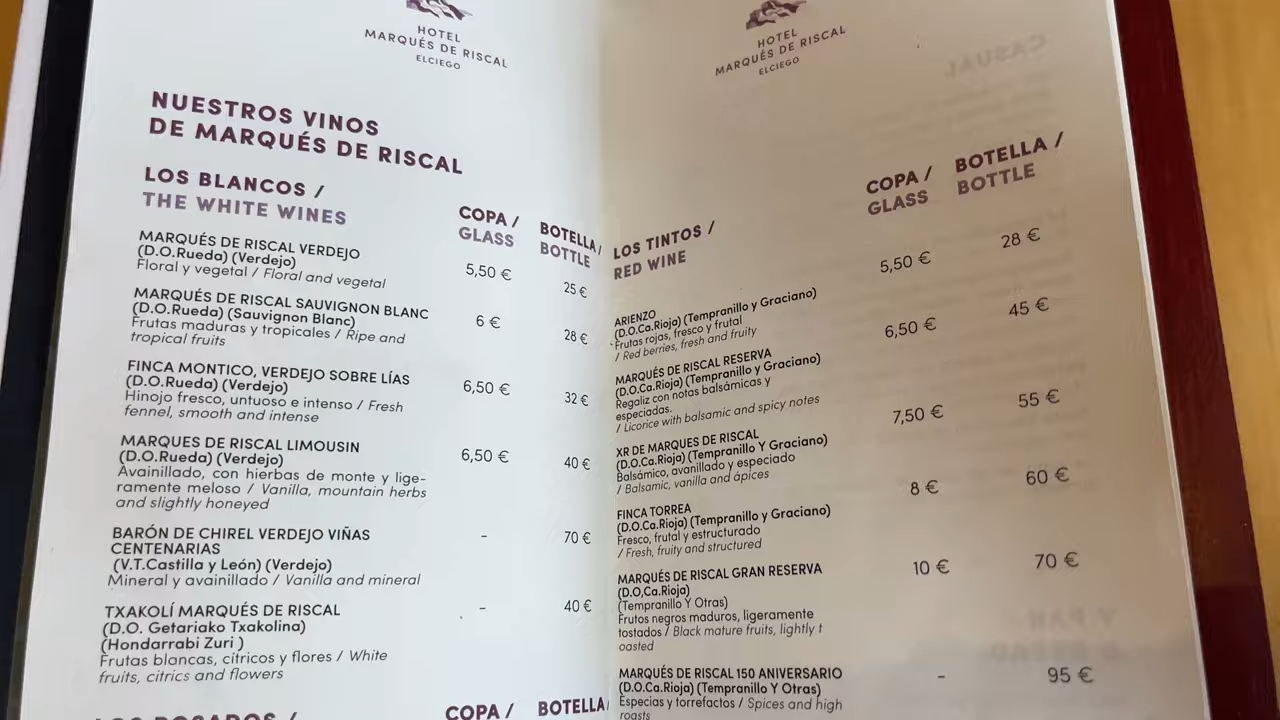 HOTEL
MARQUÉS DE RISCAL
ELCIEGO
NUESTROS VINOS
DE MARQUÉS DE RISCAL
LOS BLANCOS /
THE WHITE WINES
COPA /
GLASS
BOTELLA /
BOTTLE
MARQUÉS DE RISCAL VERDEJO
(D.O.Rueda) (Verdejo)
Floral y vegetal / Floral and vegetal
5,50 €
25 €
MARQUÉS DE RISCAL SAUVIGNON BLANC
(D.O.Rueda) (Sauvignon Blanc)
Frutas maduras y tropicales / Ripe and
tropical fruits
6 €
28 €
FINCA MONTICO, VERDEJO SOBRE LÍAS
(D.O.Rueda) (Verdejo)
Hinojo fresco, untuoso e intenso / Fresh
fennel, smooth and intense
6,50 €
32 €
MARQUES DE RISCAL LIMOUSIN
(D.O.Rueda) (Verdejo)
Avainillado, con hierbas de monte y lige-
ramente meloso / Vanilla, mountain herbs
and slightly honeyed
6,50 €
40 €
BARÓN DE CHIREL VERDEJO VIÑAS
CENTENARIAS
(V.T.Castilla y León) (Verdejo)
Mineral y avainillado / Vanilla and mineral
-
70 €
TXAKOLÍ MARQUÉS DE RISCAL
(D.O. Getariako Txakolina)
(Hondarrabi Zuri )
Frutas blancas, cítricos y flores / White
fruits, citrics and flowers
-
40 €
LOS ROSADOS /
COPA /
BOTELLA /
HOTEL
MARQUÉS DE RISCAL
ELCIEGO
LOS TINTOS /
RED WINE
COPA /
GLASS
BOTELLA /
BOTTLE
ARIENZO
(D.O.Ca.Rioja) (Tempranillo y Graciano)
Frutas rojas, fresco y frutal
/ Red berries, fresh and fruity
5,50 €
28 €
MARQUÉS DE RISCAL RESERVA
(D.O.Ca.Rioja) (Tempranillo y Graciano)
Regaliz con notas balsámicas y
especiadas.
/ Licorice with balsamic and spicy notes
6,50 €
45 €
XR DE MARQUES DE RISCAL
(D.O.Ca.Rioja) (Tempranillo Y Graciano)
Balsámico, avanillado y especiado
/ Balsamic, vanilla and ápices
7,50 €
55 €
FINCA TORREA
(D.O.Ca.Rioja) (Tempranillo y Graciano)
Fresco, frutal y estructurado
/ Fresh, fruity and structured
8 €
60 €
MARQUÉS DE RISCAL GRAN RESERVA
(D.O,Ca.Rioja)
(Tempranillo Y Otras)
Frutos negros maduros, ligeramente
tostados / Black mature fruits, lightly t
oasted
10 €
70 €
MARQUÉS DE RISCAL 150 ANIVERSARIO
(D.O.Ca.Rioja) (Tempranillo Y Otras)
Especias y torrefactos / Spices and high
roasts
-
95 €